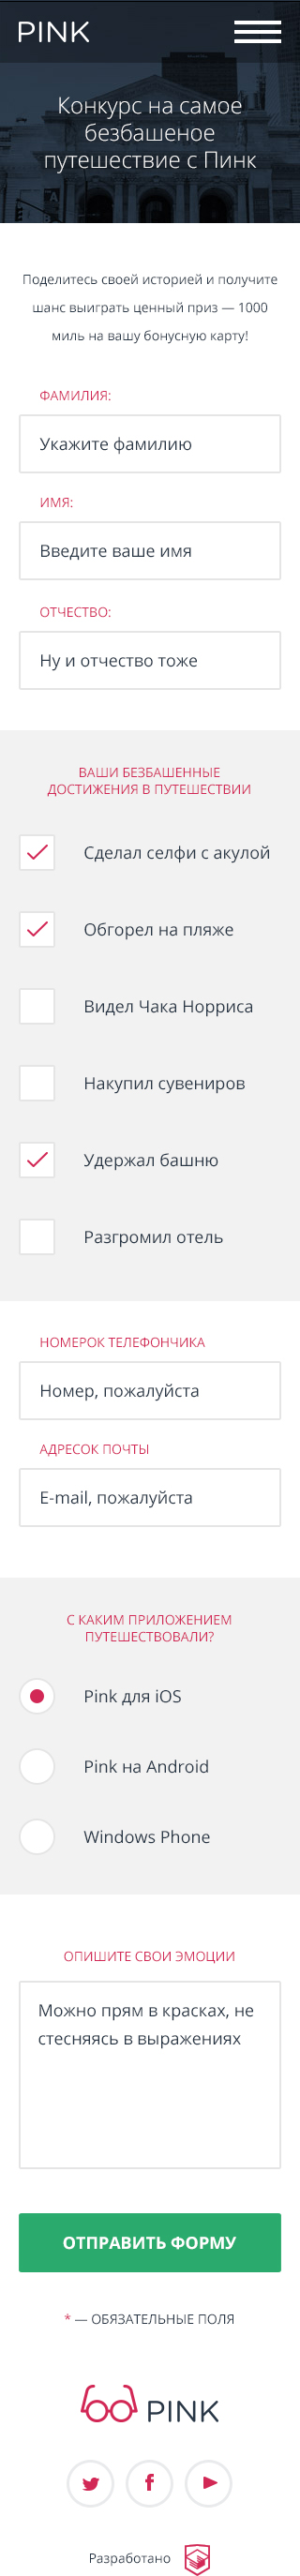 PINK
Конкурс на самое
безбашеное
путешествие с Пинк
Поделитесь своей историей и получите
шанс выиграть ценный приз — 1000
миль на вашу бонусную карту!
ФАМИЛИЯ:
Укажите фамилию
ИМЯ:
Введите ваше имя
ОТЧЕСТВО:
Ну и отчество тоже
ВАШИ БЕЗБАШЕННЫЕ
ДОСТИЖЕНИЯ В ПУТЕШЕСТВИИ
Сделал селфи с акулой
Обгорел на пляже
Видел Чака Норриса
Накупил сувениров
Удержал башню
Разгромил отель
НОМЕРОК ТЕЛЕФОНЧИКА
Номер, пожалуйста
АДРЕСОК ПОЧТЫ
E-mail, пожалуйста
С КАКИМ ПРИЛОЖЕНИЕМ
ПУТЕШЕСТВОВАЛИ?
Pink для iOS
Pink на Android
Windows Phone
ОПИШИТЕ СВОИ ЭМОЦИИ
Можно прям в красках, не
стесняясь в выражениях
ОТПРАВИТЬ ФОРМУ
* — ОБЯЗАТЕЛЬНЫЕ ПОЛЯ
PINK
Разработано